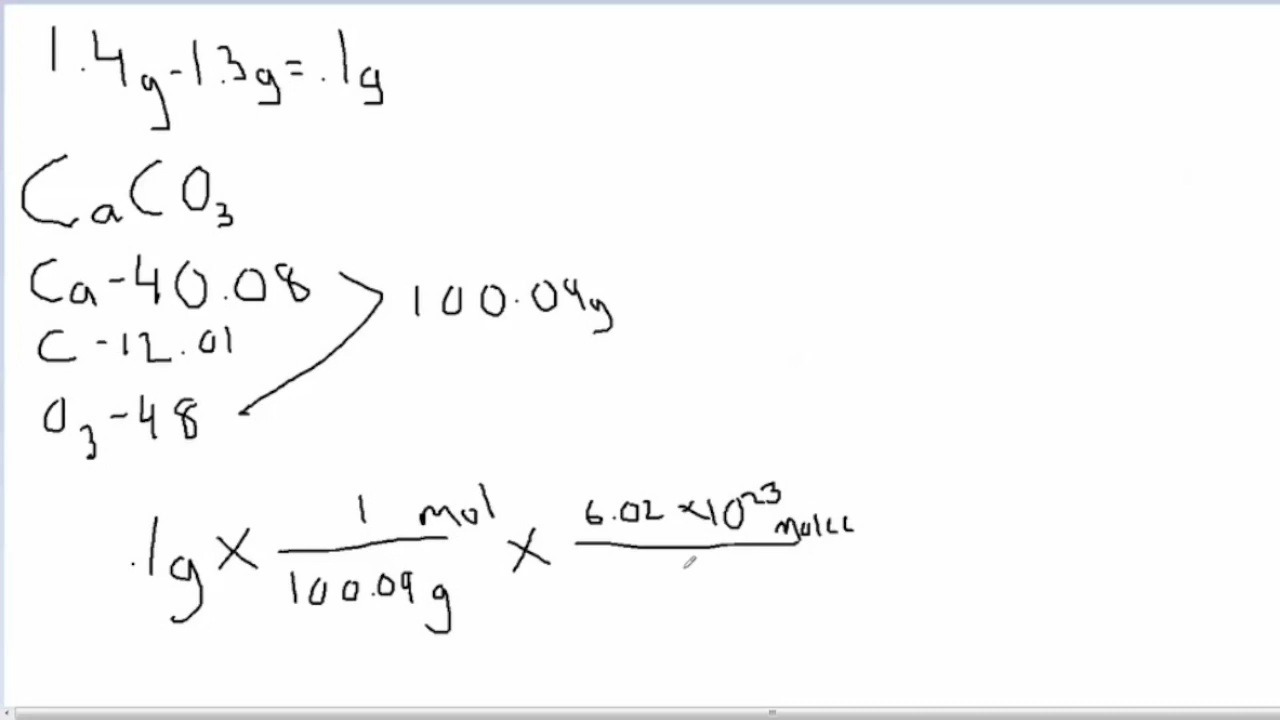 1.4g-1.3g=.1g
CaCO3
Ca-40.08
100.09g
C-12.01
O3-48
.1g x 1 mol / 100.09g x 6.02 x10^23 molec